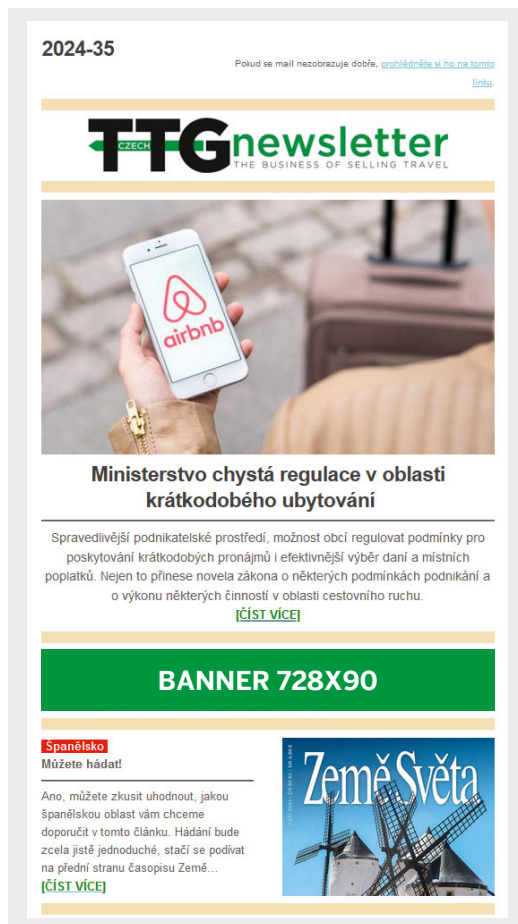 2024-35
Pokud se mail nezobrazuje dobře, prohlédněte si ho na tomto
linku.
CZECH
TTGnewsletter
THE BUSINESS OF SELLING TRAVEL
airbnb
Ministerstvo chystá regulace v oblasti
krátkodobého ubytování
Spravedlivější podnikatelské prostředí, možnost obcí regulovat podmínky pro
poskytování krátkodobých pronájmů i efektivnější výběr daní a místních
poplatků. Nejen to přinese novela zákona o některých podmínkách podnikání a
o výkonu některých činností v oblasti cestovního ruchu.
[ČÍST VÍCE]
BANNER 728X90
Španělsko
Můžete hádat!
Ano, můžete zkusit uhodnout, jakou
španělskou oblast vám chceme
doporučit v tomto článku. Hádání bude
zcela jistě jednoduché, stačí se podívat
na přední stranu časopisu Země...
[ČÍST VÍCE]
Země Světa